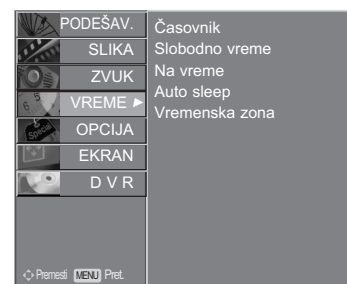 PODEŠAV.
SLIKA
ZVUK
VREME ►
OPCIJA
EKRAN
D V R
Časovnik
Slobodno vreme
Na vreme
Auto sleep
Vremenska zona
Premesti MENU Pret.